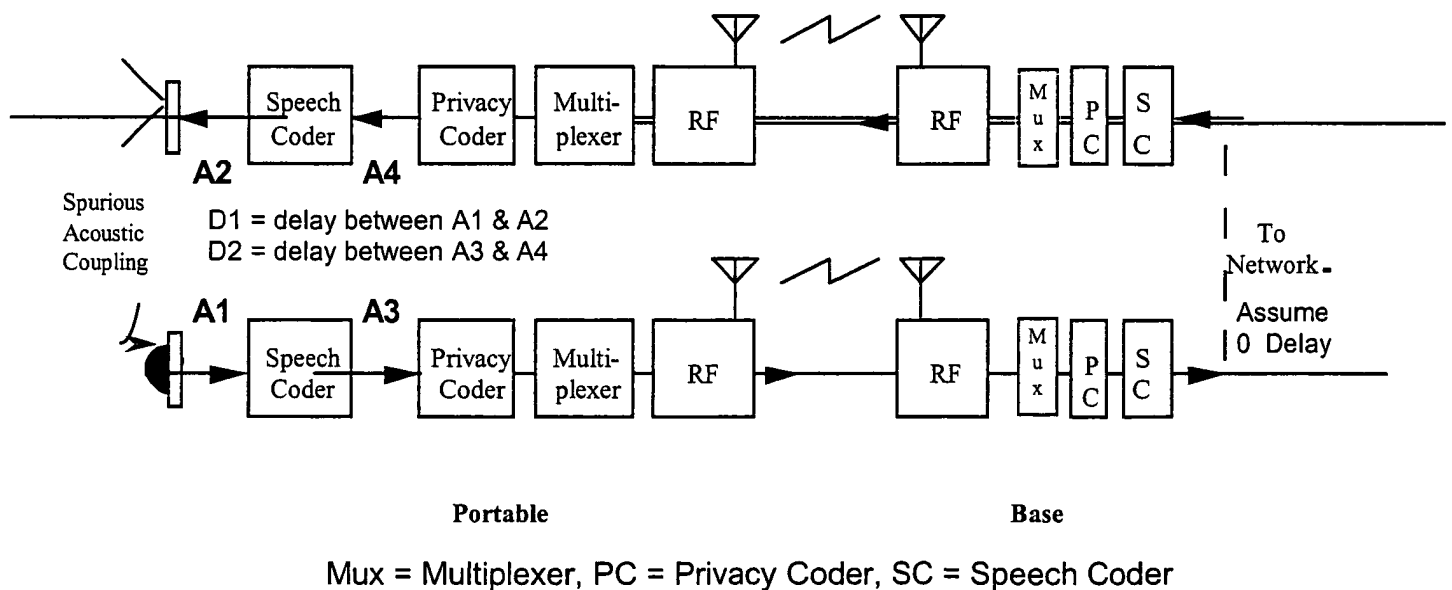 Speech
Coder
Privacy
Coder
Multi-
plexer
RF
RF
M
u
x
P
C
S
C
A2
A4
Spurious
Acoustic
Coupling
D1 = delay between A1 & A2
D2 = delay between A3 & A4
To
Network-
Assume
0 Delay
A1
A3
Speech
Coder
Privacy
Coder
Multi-
plexer
RF
RF
M
u
x
P
C
S
C
Portable
Base
Mux = Multiplexer, PC = Privacy Coder, SC = Speech Coder